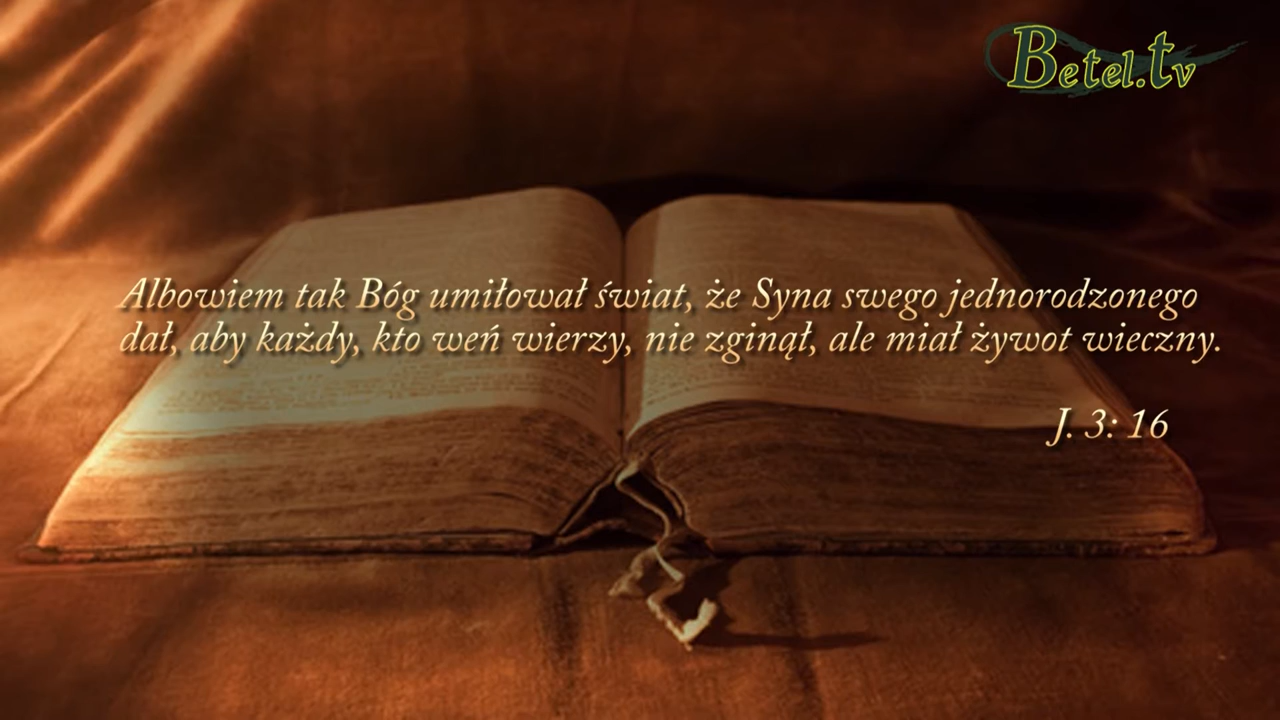 Betel.tv
Albowiem tak Bóg umiłował świat, że Syna swego jednorodzonego
dał, aby każdy, kto weń wierzy, nie zginął, ale miał żywot wieczny.
J. 3: 16